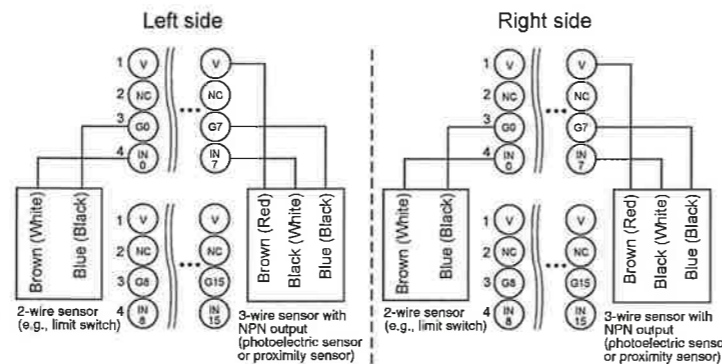 Left side
1 V V
2 NC NC
3 G0 G7
4 IN 0 IN 7
Brown (White)
Blue (Black)
Brown (Red)
Black (White)
Blue (Black)
1 V V
2 NC NC
3 G8 G15
4 IN 8 IN 15
2-wire sensor
(e.g., limit switch)
3-wire sensor with
NPN output
(photoelectric sensor
or proximity sensor)
Right side
1 V V
2 NC NC
3 G0 G7
4 IN 0 IN 7
Brown (White)
Blue (Black)
Brown (Red)
Black (White)
Blue (Black)
1 V V
2 NC NC
3 G8 G15
4 IN 8 IN 15
2-wire sensor
(e.g., limit switch)
3-wire sensor with
NPN output
(photoelectric sensor
or proximity sensor)